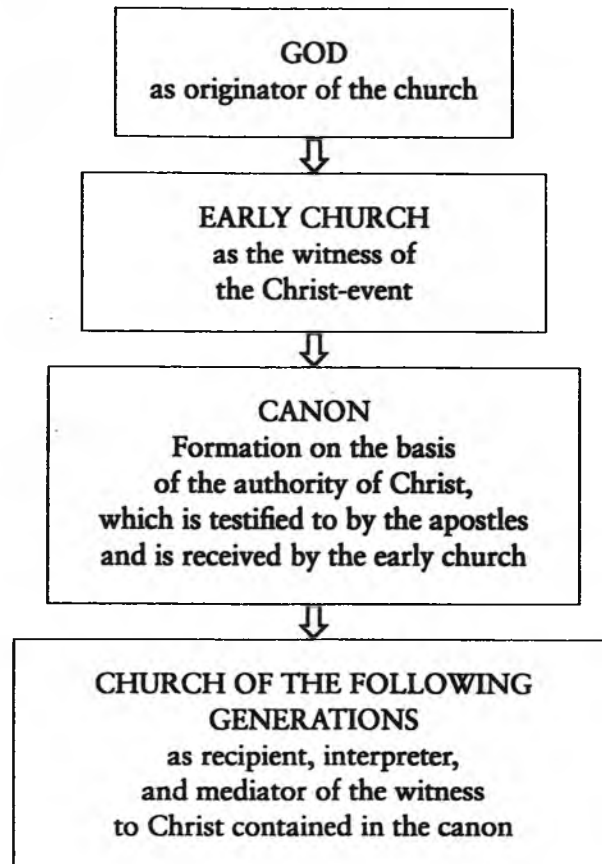 GOD
as originator of the church
EARLY CHURCH
as the witness of
the Christ-event
CANON
Formation on the basis
of the authority of Christ,
which is testified to by the apostles
and is received by the early church
CHURCH OF THE FOLLOWING
GENERATIONS
as recipient, interpreter,
and mediator of the witness
to Christ contained in the canon